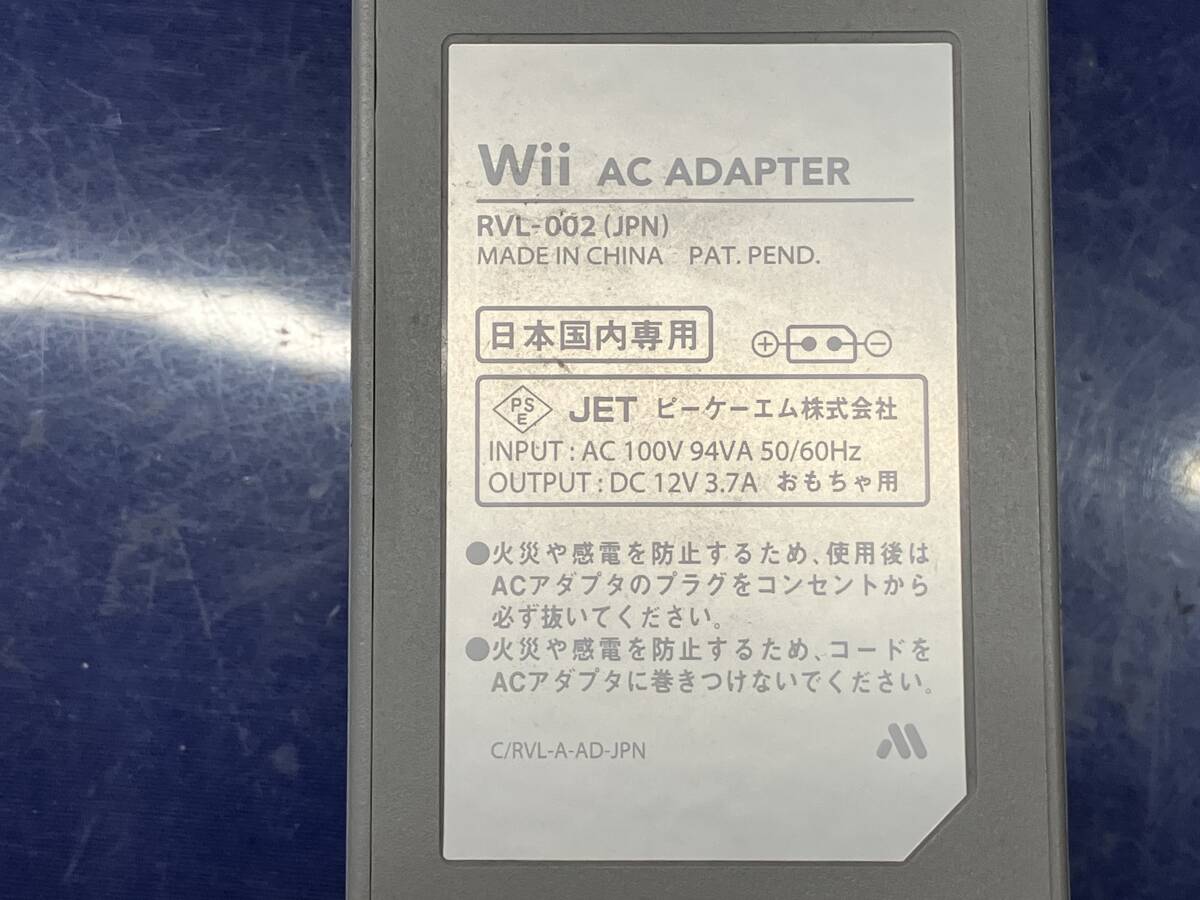 Wii AC ADAPTER
RVL-002 (JPN)
MADE IN CHINA PAT. PEND.
日本国内専用
PSE JET ピーケーエム株式会社
INPUT : AC 100V 94VA 50/60Hz
OUTPUT : DC 12V 3.7A おもちゃ用
●火災や感電を防止するため、使用後は
ACアダプタのプラグをコンセントから
必ず抜いてください。
●火災や感電を防止するため、コードを
ACアダプタに巻きつけないでください。
C/RVL-A-AD-JPN